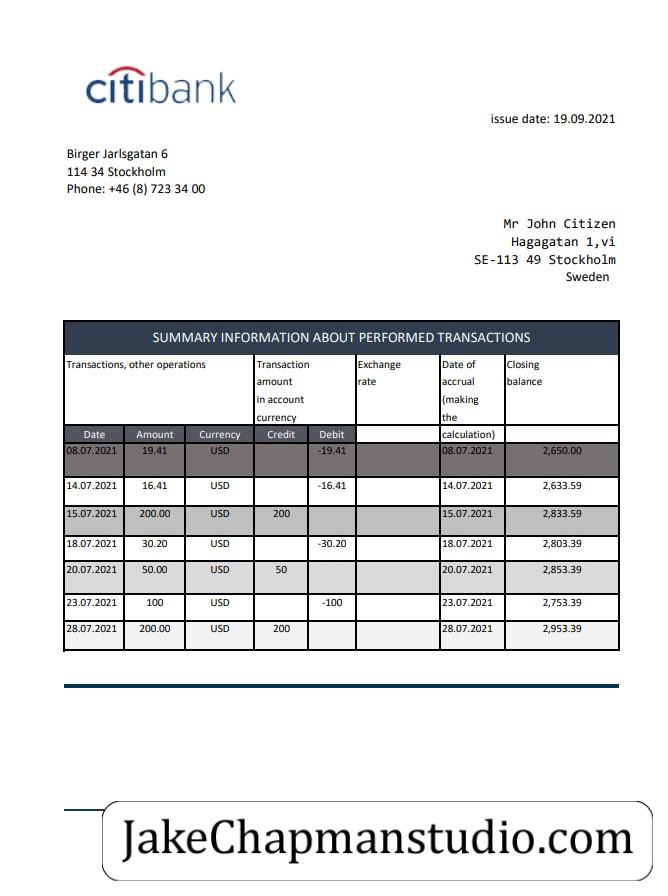 citibank
issue date: 19.09.2021
Birger Jarlsgatan 6
114 34 Stockholm
Phone: +46 (8) 723 34 00
Mr John Citizen
Hagagatan 1,vi
SE-113 49 Stockholm
Sweden
SUMMARY INFORMATION ABOUT PERFORMED TRANSACTIONS
Transactions, other operations Transaction Exchange Date of Closing
amount rate accrual balance
in account (making
currency the
Date Amount Currency Credit Debit calculation)
08.07.2021 19.41 USD -19.41 08.07.2021 2,650.00
14.07.2021 16.41 USD -16.41 14.07.2021 2,633.59
15.07.2021 200.00 USD 200 15.07.2021 2,833.59
18.07.2021 30.20 USD -30.20 18.07.2021 2,803.39
20.07.2021 50.00 USD 50 20.07.2021 2,853.39
23.07.2021 100 USD -100 23.07.2021 2,753.39
28.07.2021 200.00 USD 200 28.07.2021 2,953.39
JakeChapmanstudio.com